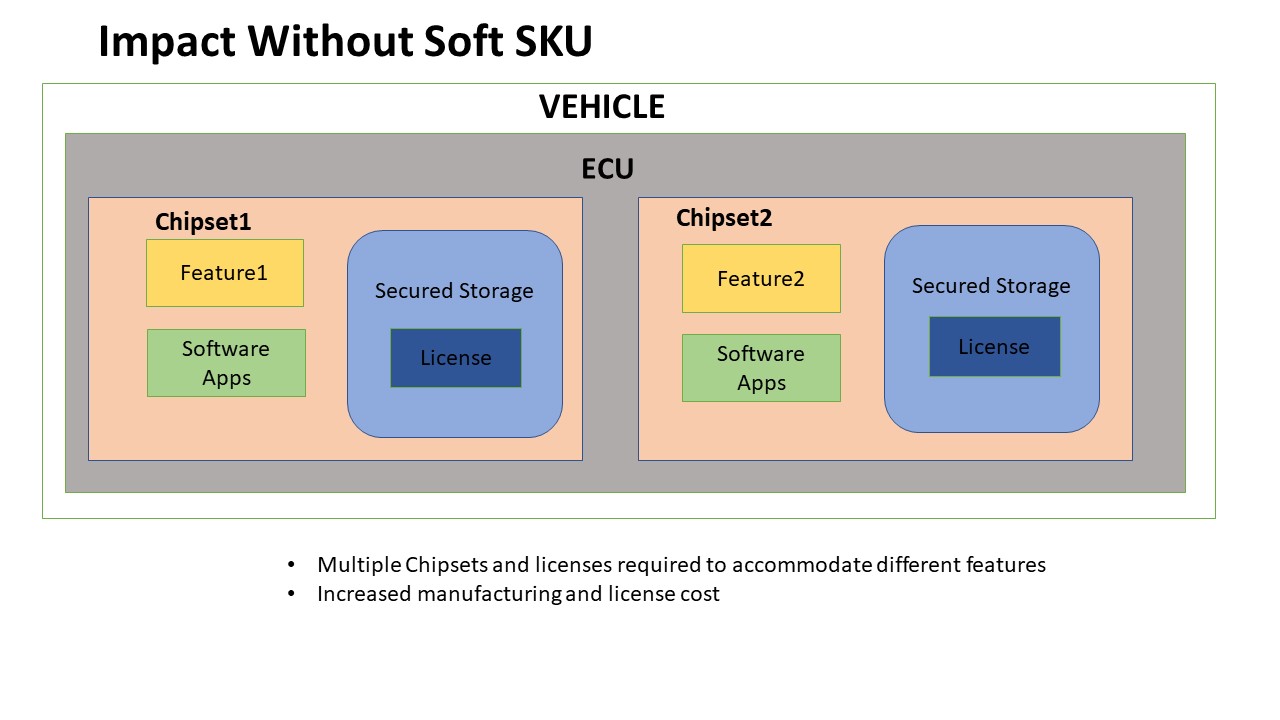 Impact Without Soft SKU
VEHICLE
ECU
Chipset1
Feature1
Software
Apps
Secured Storage
License
Chipset2
Feature2
Software
Apps
Secured Storage
License
• Multiple Chipsets and licenses required to accommodate different features
• Increased manufacturing and license cost